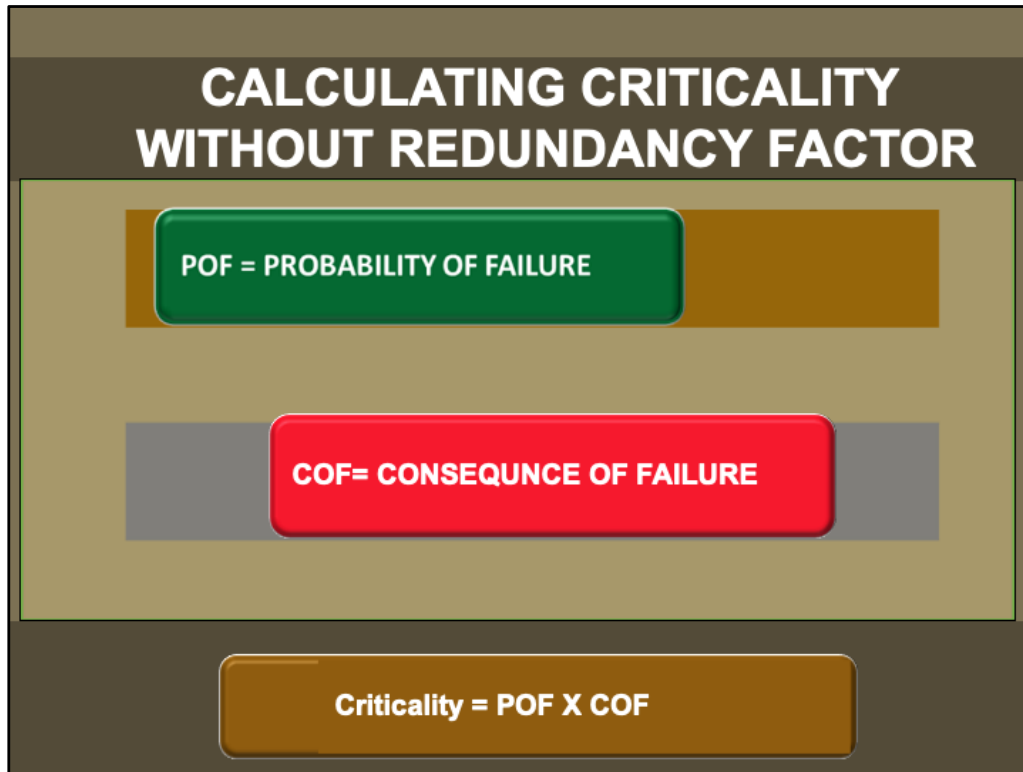 CALCULATING CRITICALITY
WITHOUT REDUNDANCY FACTOR
POF = PROBABILITY OF FAILURE
COF= CONSEQUNCE OF FAILURE
Criticality = POF X COF